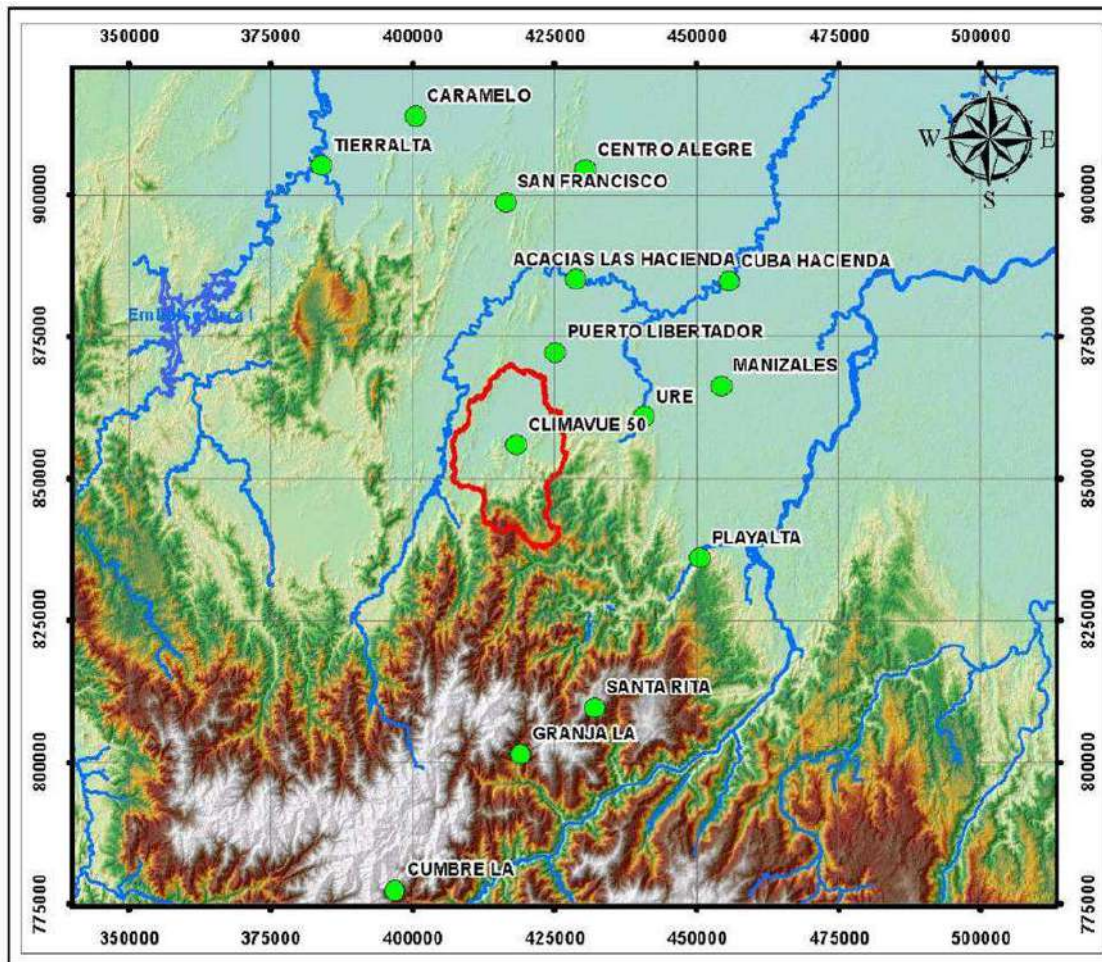 350000 375000 400000 425000 450000 475000 500000
N
W E
S
CARAMELO
TIERRALTA
CENTRO ALEGRE
SAN FRANCISCO
900000 900000
ACACIAS LAS HACIENDA CUBA HACIENDA
PUERTO LIBERTADOR
875000 875000
MANIZALES
URE
CLIMAVUE 50
850000 850000
PLAYALTA
825000 825000
SANTA RITA
GRANJA LA
800000 800000
CUMBRE LA
775000 775000
350000 375000 400000 425000 450000 475000 500000